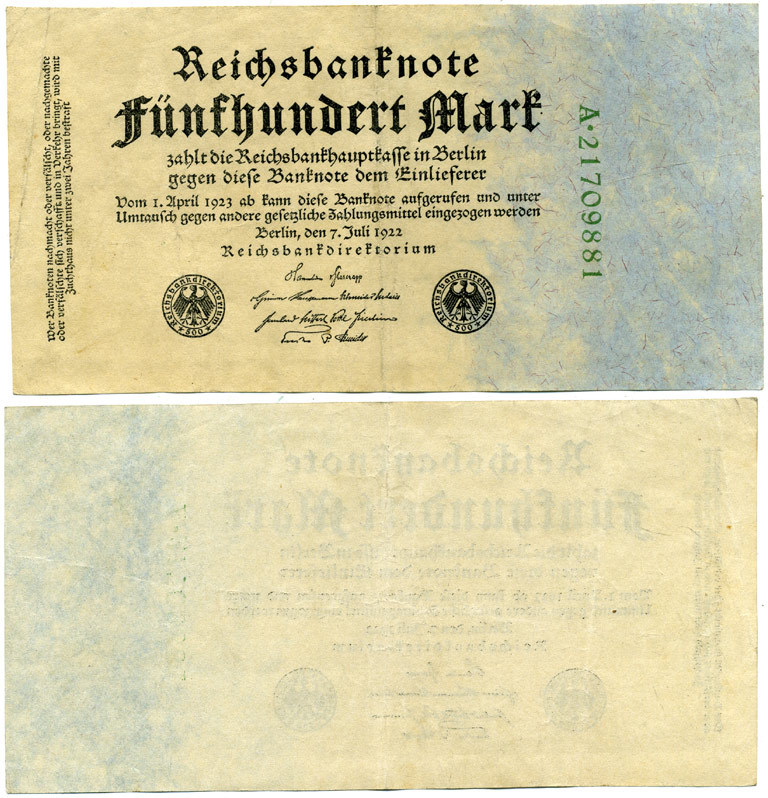 Reichsbanknote
Fünfhundert Mark
zahlt die Reichsbankhauptkasse in Berlin
gegen diese Banknote dem Einlieferer
Vom 1. April 1923 ab kann diese Banknote aufgerufen und unter
Umtausch gegen andere gesetzliche Zahlungsmittel eingezogen werden
Berlin, den 7. Juli 1922
Reichsbankdirektorium
Reichsbankdirektorium
* 500 *
Reichsbankdirektorium
* 500 *
Wer Banknoten nachmacht oder verfälscht, oder nachgemachte
oder verfälschte sich verschafft und in Verkehr bringt, wird mit
Zuchthaus nicht unter zwei Jahren bestraft
A·21709881